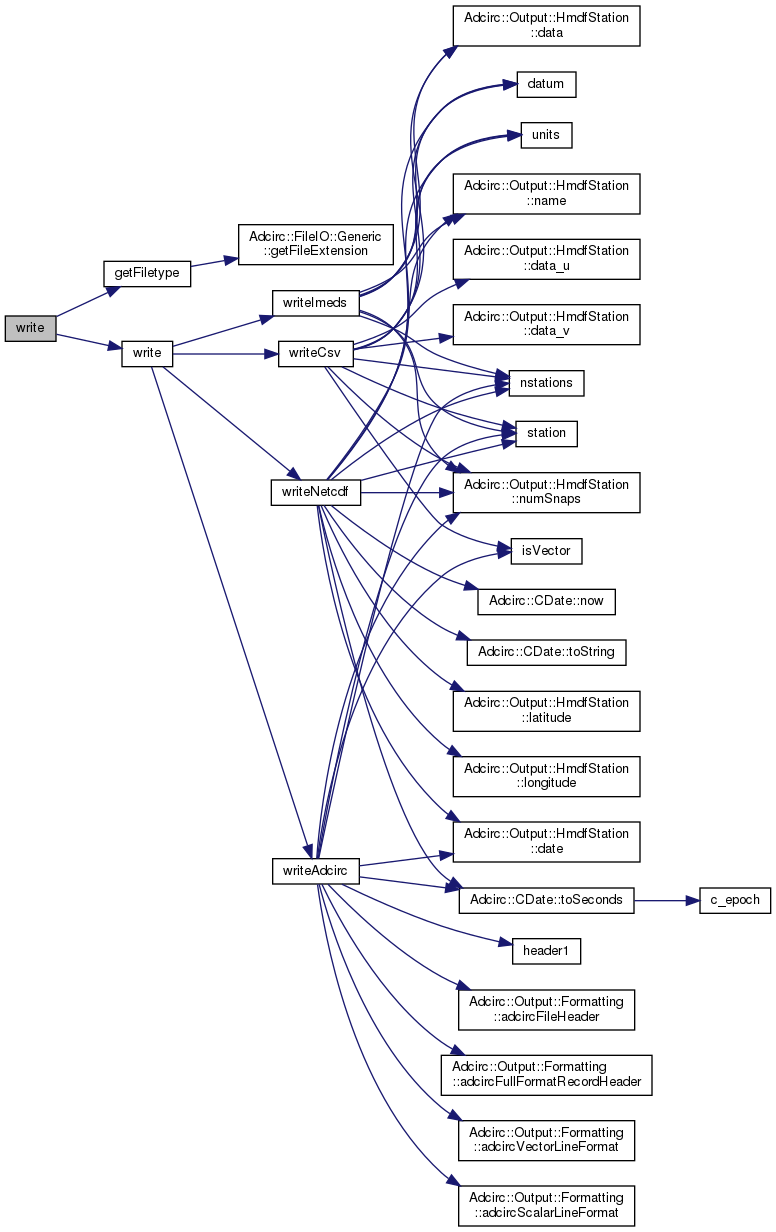 Adcirc::Output::HmdfStation
::data
datum
units
Adcirc::Output::HmdfStation
::name
Adcirc::FileIO::Generic
::getFileExtension
Adcirc::Output::HmdfStation
::data_u
getFiletype
writeImeds
Adcirc::Output::HmdfStation
::data_v
write
write
writeCsv
nstations
station
writeNetcdf
Adcirc::Output::HmdfStation
::numSnaps
isVector
Adcirc::CDate::now
Adcirc::CDate::toString
Adcirc::Output::HmdfStation
::latitude
Adcirc::Output::HmdfStation
::longitude
Adcirc::Output::HmdfStation
::date
writeAdcirc
Adcirc::CDate::toSeconds
c_epoch
header1
Adcirc::Output::Formatting
::adcircFileHeader
Adcirc::Output::Formatting
::adcircFullFormatRecordHeader
Adcirc::Output::Formatting
::adcircVectorLineFormat
Adcirc::Output::Formatting
::adcircScalarLineFormat